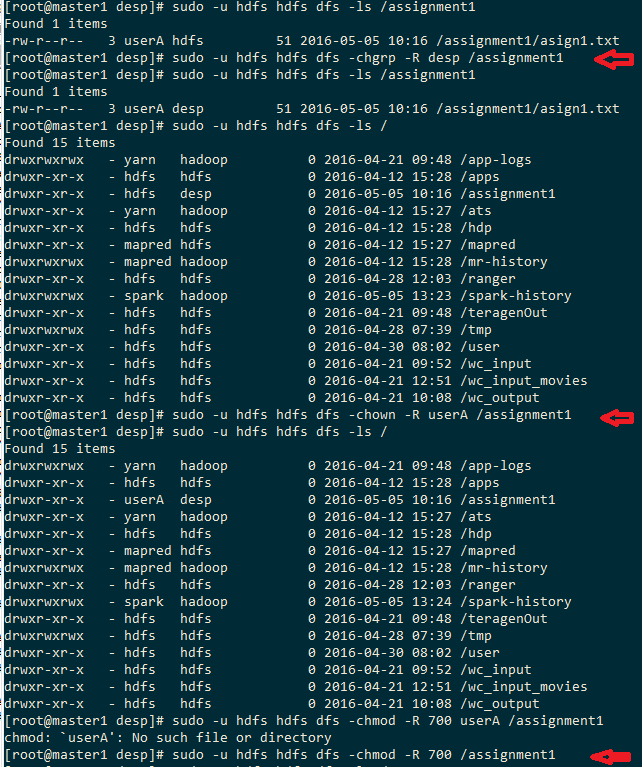 [root@master1 desp]# sudo -u hdfs hdfs dfs -ls /assignment1
Found 1 items
-rw-r--r--   3 userA hdfs         51 2016-05-05 10:16 /assignment1/asign1.txt
[root@master1 desp]# sudo -u hdfs hdfs dfs -chgrp -R desp /assignment1
[root@master1 desp]# sudo -u hdfs hdfs dfs -ls /assignment1
Found 1 items
-rw-r--r--   3 userA desp         51 2016-05-05 10:16 /assignment1/asign1.txt
[root@master1 desp]# sudo -u hdfs hdfs dfs -ls /
Found 15 items
drwxrwxrwx   - yarn   hadoop          0 2016-04-21 09:48 /app-logs
drwxr-xr-x   - hdfs   hdfs            0 2016-04-12 15:28 /apps
drwxr-xr-x   - hdfs   desp            0 2016-05-05 10:16 /assignment1
drwxr-xr-x   - yarn   hadoop          0 2016-04-12 15:27 /ats
drwxr-xr-x   - hdfs   hdfs            0 2016-04-12 15:28 /hdp
drwxr-xr-x   - mapred hdfs            0 2016-04-12 15:27 /mapred
drwxrwxrwx   - mapred hadoop          0 2016-04-12 15:28 /mr-history
drwxr-xr-x   - hdfs   hdfs            0 2016-04-28 12:03 /ranger
drwxrwxrwx   - spark  hadoop          0 2016-05-05 13:23 /spark-history
drwxr-xr-x   - hdfs   hdfs            0 2016-04-21 09:48 /teragenOut
drwxrwxrwx   - hdfs   hdfs            0 2016-04-28 07:39 /tmp
drwxr-xr-x   - hdfs   hdfs            0 2016-04-30 08:02 /user
drwxr-xr-x   - hdfs   hdfs            0 2016-04-21 09:52 /wc_input
drwxr-xr-x   - hdfs   hdfs            0 2016-04-21 12:51 /wc_input_movies
drwxr-xr-x   - hdfs   hdfs            0 2016-04-21 10:08 /wc_output
[root@master1 desp]# sudo -u hdfs hdfs dfs -chown -R userA /assignment1
[root@master1 desp]# sudo -u hdfs hdfs dfs -ls /
Found 15 items
drwxrwxrwx   - yarn   hadoop          0 2016-04-21 09:48 /app-logs
drwxr-xr-x   - hdfs   hdfs            0 2016-04-12 15:28 /apps
drwxr-xr-x   - userA  desp            0 2016-05-05 10:16 /assignment1
drwxr-xr-x   - yarn   hadoop          0 2016-04-12 15:27 /ats
drwxr-xr-x   - hdfs   hdfs            0 2016-04-12 15:28 /hdp
drwxr-xr-x   - mapred hdfs            0 2016-04-12 15:27 /mapred
drwxrwxrwx   - mapred hadoop          0 2016-04-12 15:28 /mr-history
drwxr-xr-x   - hdfs   hdfs            0 2016-04-28 12:03 /ranger
drwxrwxrwx   - spark  hadoop          0 2016-05-05 13:24 /spark-history
drwxr-xr-x   - hdfs   hdfs            0 2016-04-21 09:48 /teragenOut
drwxrwxrwx   - hdfs   hdfs            0 2016-04-28 07:39 /tmp
drwxr-xr-x   - hdfs   hdfs            0 2016-04-30 08:02 /user
drwxr-xr-x   - hdfs   hdfs            0 2016-04-21 09:52 /wc_input
drwxr-xr-x   - hdfs   hdfs            0 2016-04-21 12:51 /wc_input_movies
drwxr-xr-x   - hdfs   hdfs            0 2016-04-21 10:08 /wc_output
[root@master1 desp]# sudo -u hdfs hdfs dfs -chmod -R 700 userA /assignment1
chmod: `userA': No such file or directory
[root@master1 desp]# sudo -u hdfs hdfs dfs -chmod -R 700 /assignment1